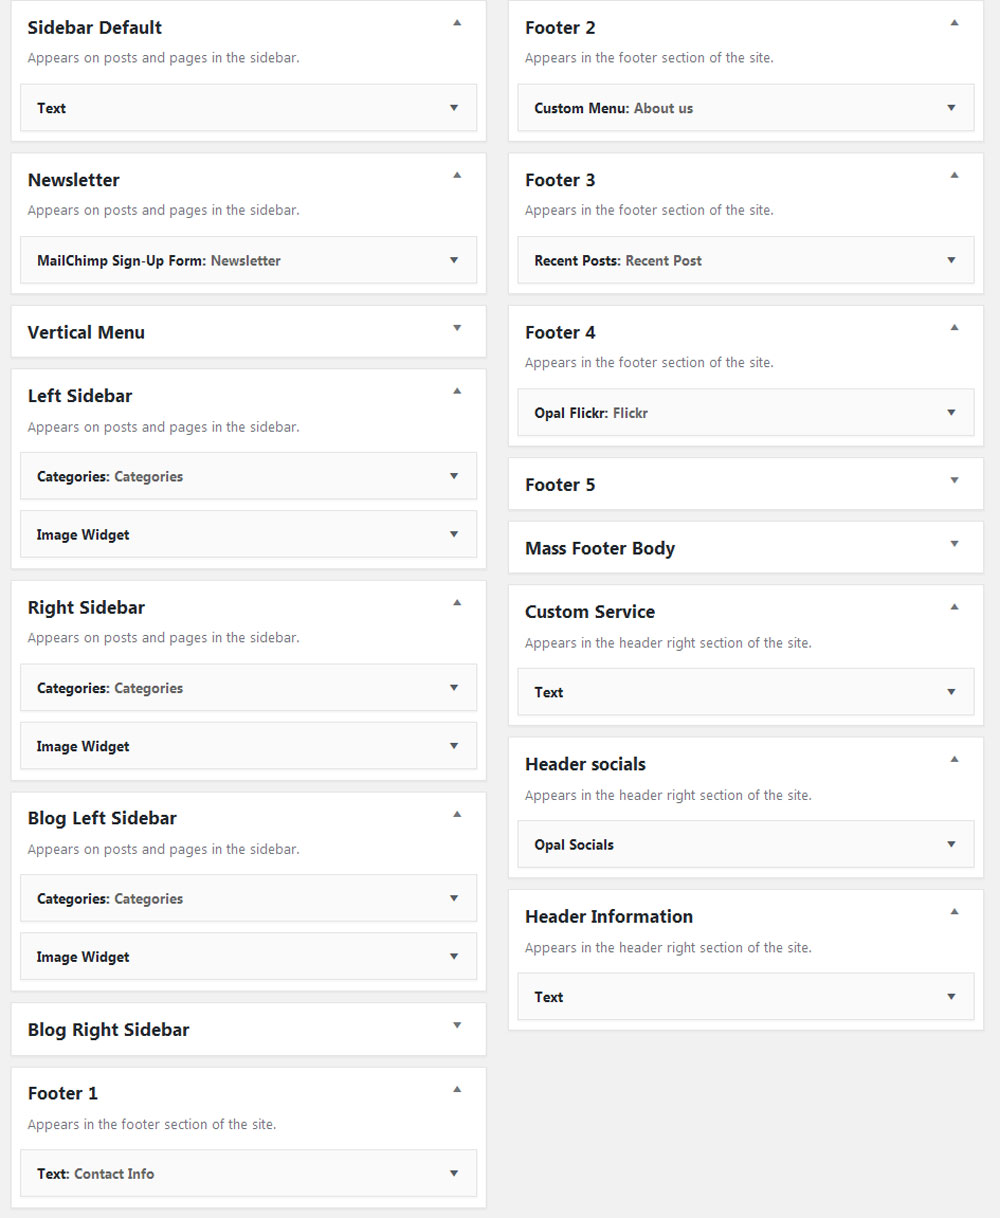 Sidebar Default
Appears on posts and pages in the sidebar.
Text
Newsletter
Appears on posts and pages in the sidebar.
MailChimp Sign-Up Form: Newsletter
Vertical Menu
Left Sidebar
Appears on posts and pages in the sidebar.
Categories: Categories
Image Widget
Right Sidebar
Appears on posts and pages in the sidebar.
Categories: Categories
Image Widget
Blog Left Sidebar
Appears on posts and pages in the sidebar.
Categories: Categories
Image Widget
Blog Right Sidebar
Footer 1
Appears in the footer section of the site.
Text: Contact Info
Footer 2
Appears in the footer section of the site.
Custom Menu: About us
Footer 3
Appears in the footer section of the site.
Recent Posts: Recent Post
Footer 4
Appears in the footer section of the site.
Opal Flickr: Flickr
Footer 5
Mass Footer Body
Custom Service
Appears in the header right section of the site.
Text
Header socials
Appears in the header right section of the site.
Opal Socials
Header Information
Appears in the header right section of the site.
Text